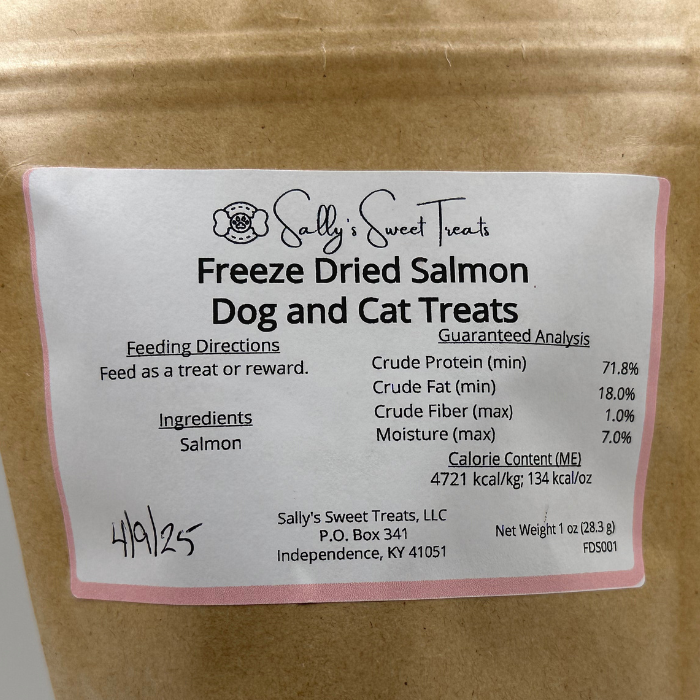 Sally's Sweet Treats
Freeze Dried Salmon
Dog and Cat Treats
Feeding Directions
Feed as a treat or reward.
Ingredients
Salmon
Guaranteed Analysis
Crude Protein (min) 71.8%
Crude Fat (min) 18.0%
Crude Fiber (max) 1.0%
Moisture (max) 7.0%
Calorie Content (ME)
4721 kcal/kg; 134 kcal/oz
4/9/25
Sally's Sweet Treats, LLC
P.O. Box 341
Independence, KY 41051
Net Weight 1 oz (28.3 g)
FDS001